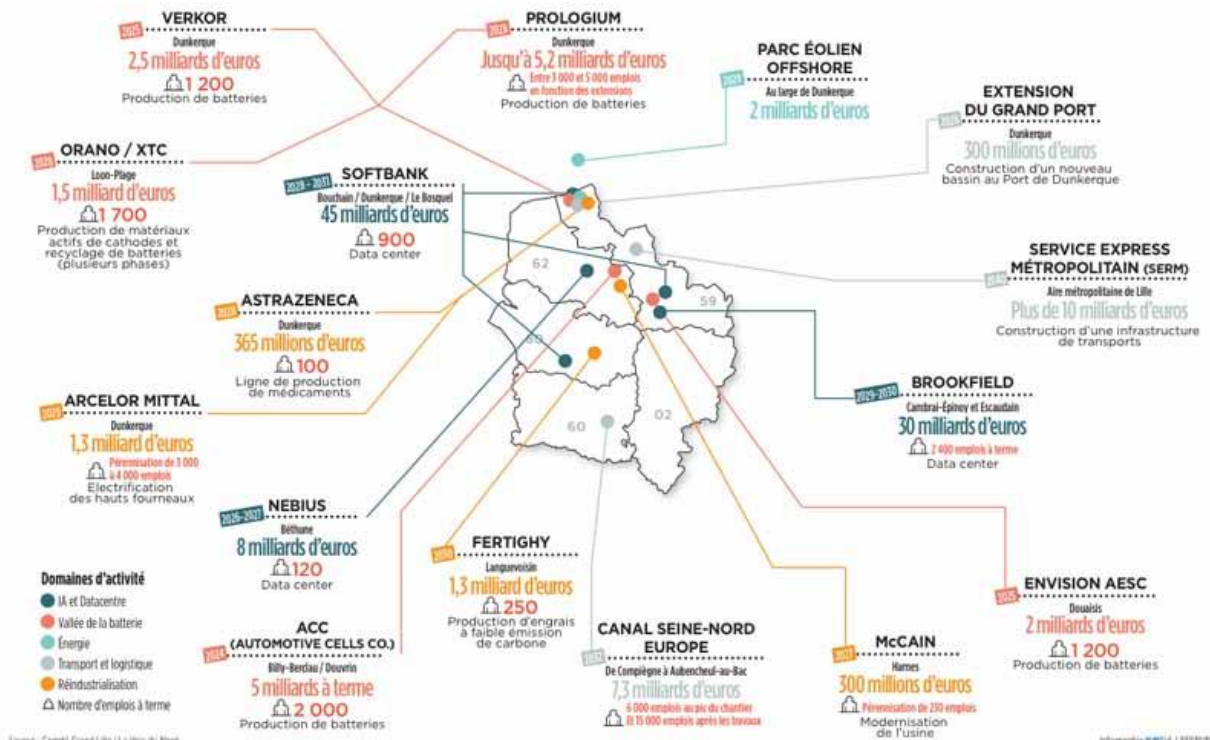 2025
VERKOR
Dunkerque
2,5 milliards d'euros
1 200
Production de batteries
2028
PROLOGIUM
Dunkerque
Jusqu'à 5,2 milliards d'euros
Entre 3 000 et 5 000 emplois
en fonction des extensions
Production de batteries
PARC ÉOLIEN
OFFSHORE
Au large de Dunkerque
2 milliards d'euros
EXTENSION
DU GRAND PORT
Dunkerque
300 millions d'euros
Construction d'un nouveau
bassin au Port de Dunkerque
ORANO / XTC
Loon-Plage
1,5 milliard d'euros
1 700
Production de matériaux
actifs de cathodes et
recyclage de batteries
(plusieurs phases)
2028 - 2031
SOFTBANK
Bouchain / Dunkerque / Le Bosquel
45 milliards d'euros
900
Data center
SERVICE EXPRESS
MÉTROPOLITAIN (SERM)
Aire métropolitaine de Lille
Plus de 10 milliards d'euros
Construction d'une infrastructure
de transports
62
59
80
02
60
ASTRAZENECA
Dunkerque
365 millions d'euros
100
Ligne de production
de médicaments
2029
ARCELOR MITTAL
Dunkerque
1,3 milliard d'euros
Pérennisation de 3 000
à 4 000 emplois
Electrification
des hauts fourneaux
2029-2030
BROOKFIELD
Cambrai-Épinoy et Escaudain
30 milliards d'euros
2 400 emplois à terme
Data center
2026-2027
NEBIUS
Béthune
8 milliards d'euros
120
Data center
2030
FERTIGHY
Languevoisin
1,3 milliard d'euros
250
Production d'engrais
à faible émission
de carbone
2025
ENVISION AESC
Douaisis
2 milliards d'euros
1 200
Production de batteries
Domaines d'activité
IA et Datacentre
Vallée de la batterie
Énergie
Transport et logistique
Réindustrialisation
Nombre d'emplois à terme
2024
ACC
(AUTOMOTIVE CELLS CO.)
Billy-Berdau / Douvrin
5 milliards à terme
2 000
Production de batteries
2032
CANAL SEINE-NORD
EUROPE
De Compiègne à Aubencheul-au-Bac
7,3 milliards d'euros
6 000 emplois au pic du chantier
Et 15 000 emplois après les travaux
2027
McCAIN
Harnes
300 millions d'euros
Pérennisation de 230 emplois
Modernisation
de l'usine